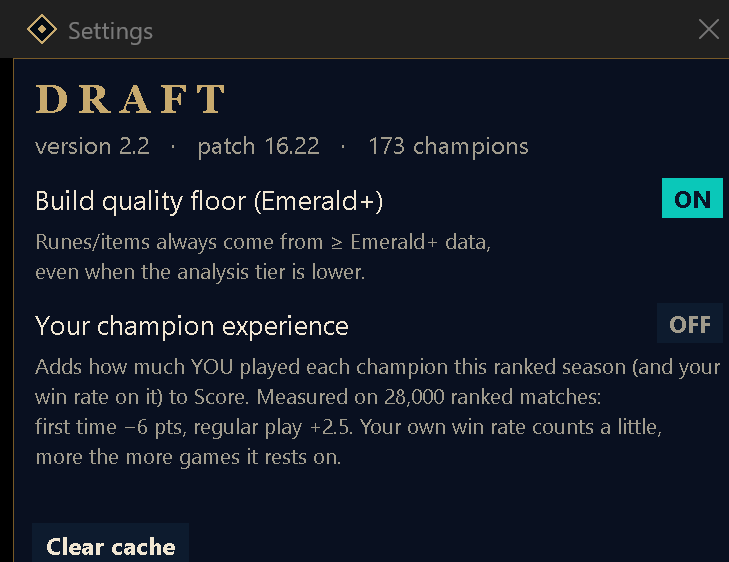 Settings
DRAFT
version 2.2 · patch 16.22 · 173 champions
Build quality floor (Emerald+)
ON
Runes/items always come from ≥ Emerald+ data,
even when the analysis tier is lower.
Your champion experience
OFF
Adds how much YOU played each champion this ranked season (and your
win rate on it) to Score. Measured on 28,000 ranked matches:
first time −6 pts, regular play +2.5. Your own win rate counts a little,
more the more games it rests on.
Clear cache